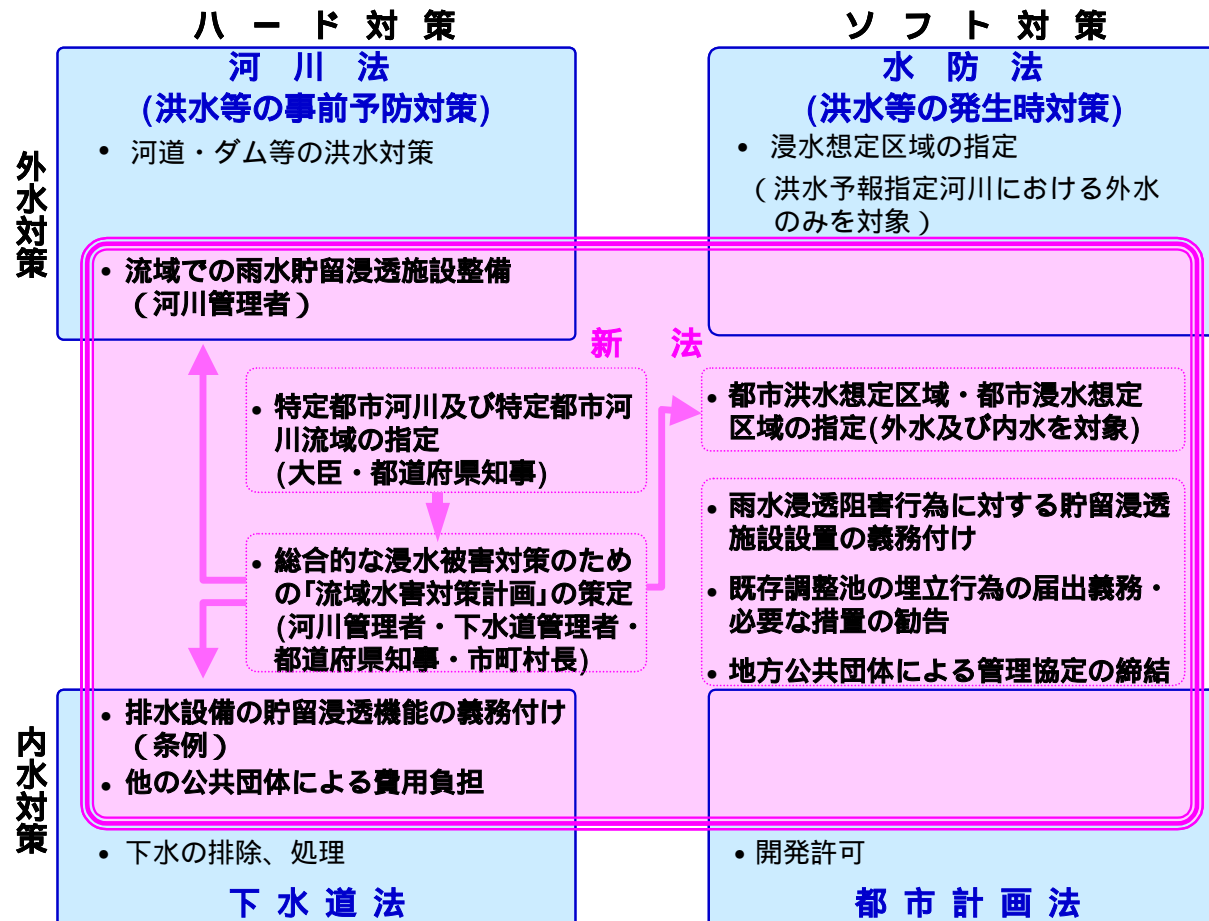 ハード対策
ソフト対策
外水対策
河川法
(洪水等の事前予防対策)
• 河道・ダム等の洪水対策
水防法
(洪水等の発生時対策)
• 浸水想定区域の指定
(洪水予報指定河川における外水
のみを対象)
• 流域での雨水貯留浸透施設整備
(河川管理者)
新法
• 特定都市河川及び特定都市河
川流域の指定
(大臣・都道府県知事)
• 総合的な浸水被害対策のため
の「流域水害対策計画」の策定
(河川管理者・下水道管理者・
都道府県知事・市町村長)
• 都市洪水想定区域・都市浸水想定
区域の指定(外水及び内水を対象)
• 雨水浸透阻害行為に対する貯留浸透
施設設置の義務付け
• 既存調整池の埋立行為の届出義務・
必要な措置の勧告
• 地方公共団体による管理協定の締結
内水対策
• 排水設備の貯留浸透機能の義務付け
(条例)
• 他の公共団体による費用負担
• 下水の排除、処理
下水道法
• 開発許可
都市計画法